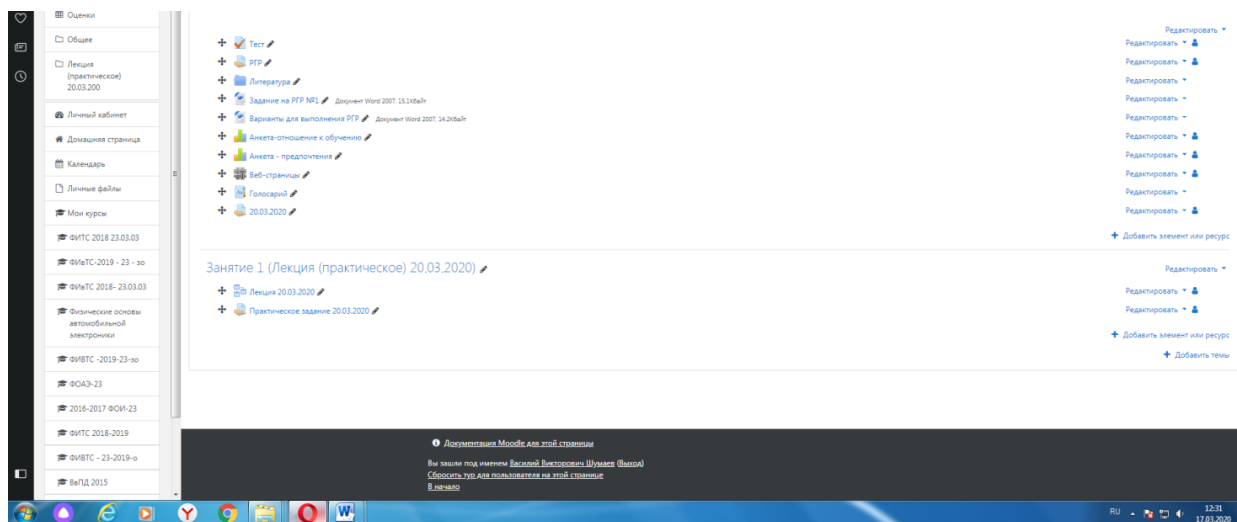 Оценки
Общее
Лекция
(практическое)
20.03.200
Личный кабинет
Домашняя страница
Календарь
Личные файлы
Мои курсы
ФИТС 2018 23.03.03
ФИвТС-2019 - 23 - зо
ФИвТС 2018- 23.03.03
Физические основы
автомобильной
электроники
ФИВТС -2019-23-зо
ФОАЭ-23
2016-2017 ФОИ-23
ФИТС 2018-2019
ФИВТС - 23-2019-о
ВвПД 2015
Редактировать
Тест Редактировать
РГР Редактировать
Литература Редактировать
Задание на РГР №1 Документ Word 2007, 15.1Кбайт Редактировать
Варианты для выполнения РГР Документ Word 2007, 14.2Кбайт Редактировать
Анкета-отношение к обучению Редактировать
Анкета - предпочтения Редактировать
Веб-страницы Редактировать
Голосарий Редактировать
20.03.2020 Редактировать
Добавить элемент или ресурс
Занятие 1 (Лекция (практическое) 20.03.2020) Редактировать
Лекция 20.03.2020 Редактировать
Практическое задание 20.03.2020 Редактировать
Добавить элемент или ресурс
Добавить темы
Документация Moodle для этой страницы
Вы зашли под именем Василий Викторович Шумаев (Выход)
Сбросить тур для пользователя на этой странице
В начало
RU 12:31
17.03.2020